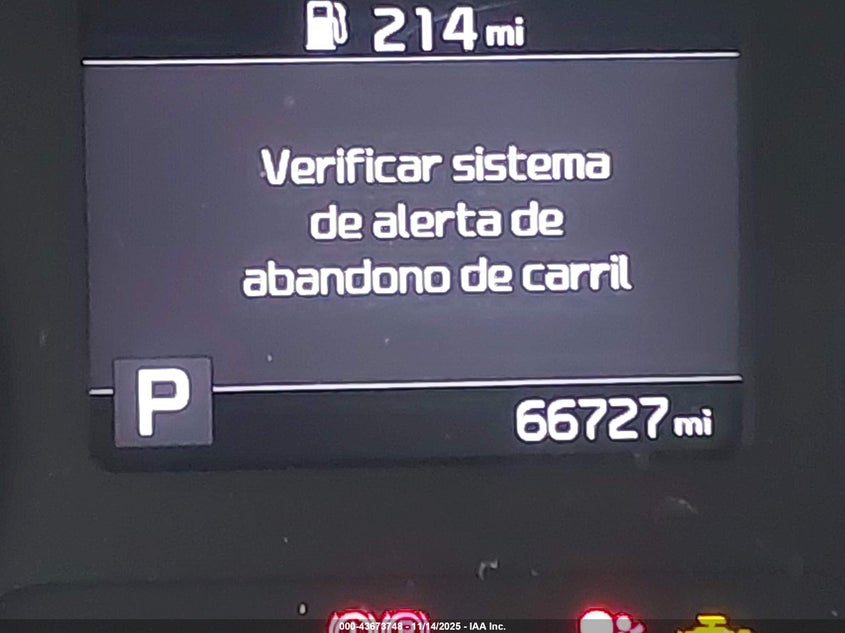 214 mi
Verificar sistema
de alerta de
abandono de carril
P
66727 mi
000-43673748 - 11/14/2025 - IAA Inc.